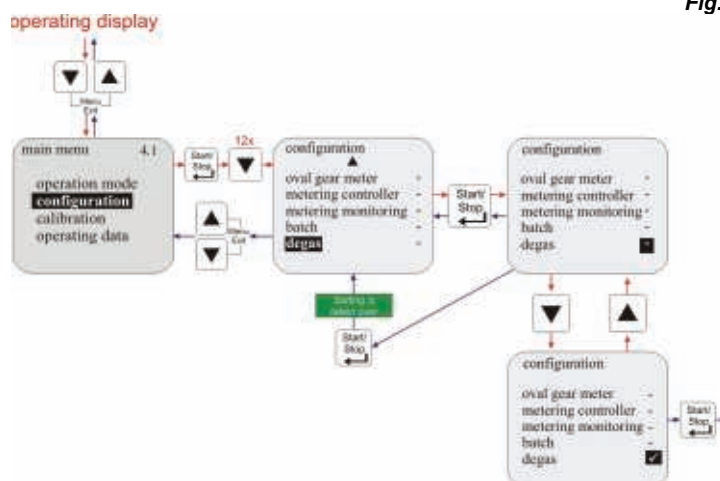 Fig.
operating display
Menu
Exit
main menu 4.1
operation mode
configuration
calibration
operating data
Start/
Stop
12x
Menu
Exit
configuration
oval gear meter -
metering controller -
metering monitoring -
batch -
degas -
Start/
Stop
configuration
oval gear meter -
metering controller -
metering monitoring -
batch -
degas -
Setting is
Start/
Stop
configuration
oval gear meter -
metering controller -
metering monitoring -
batch -
degas ✓
Start/
Stop